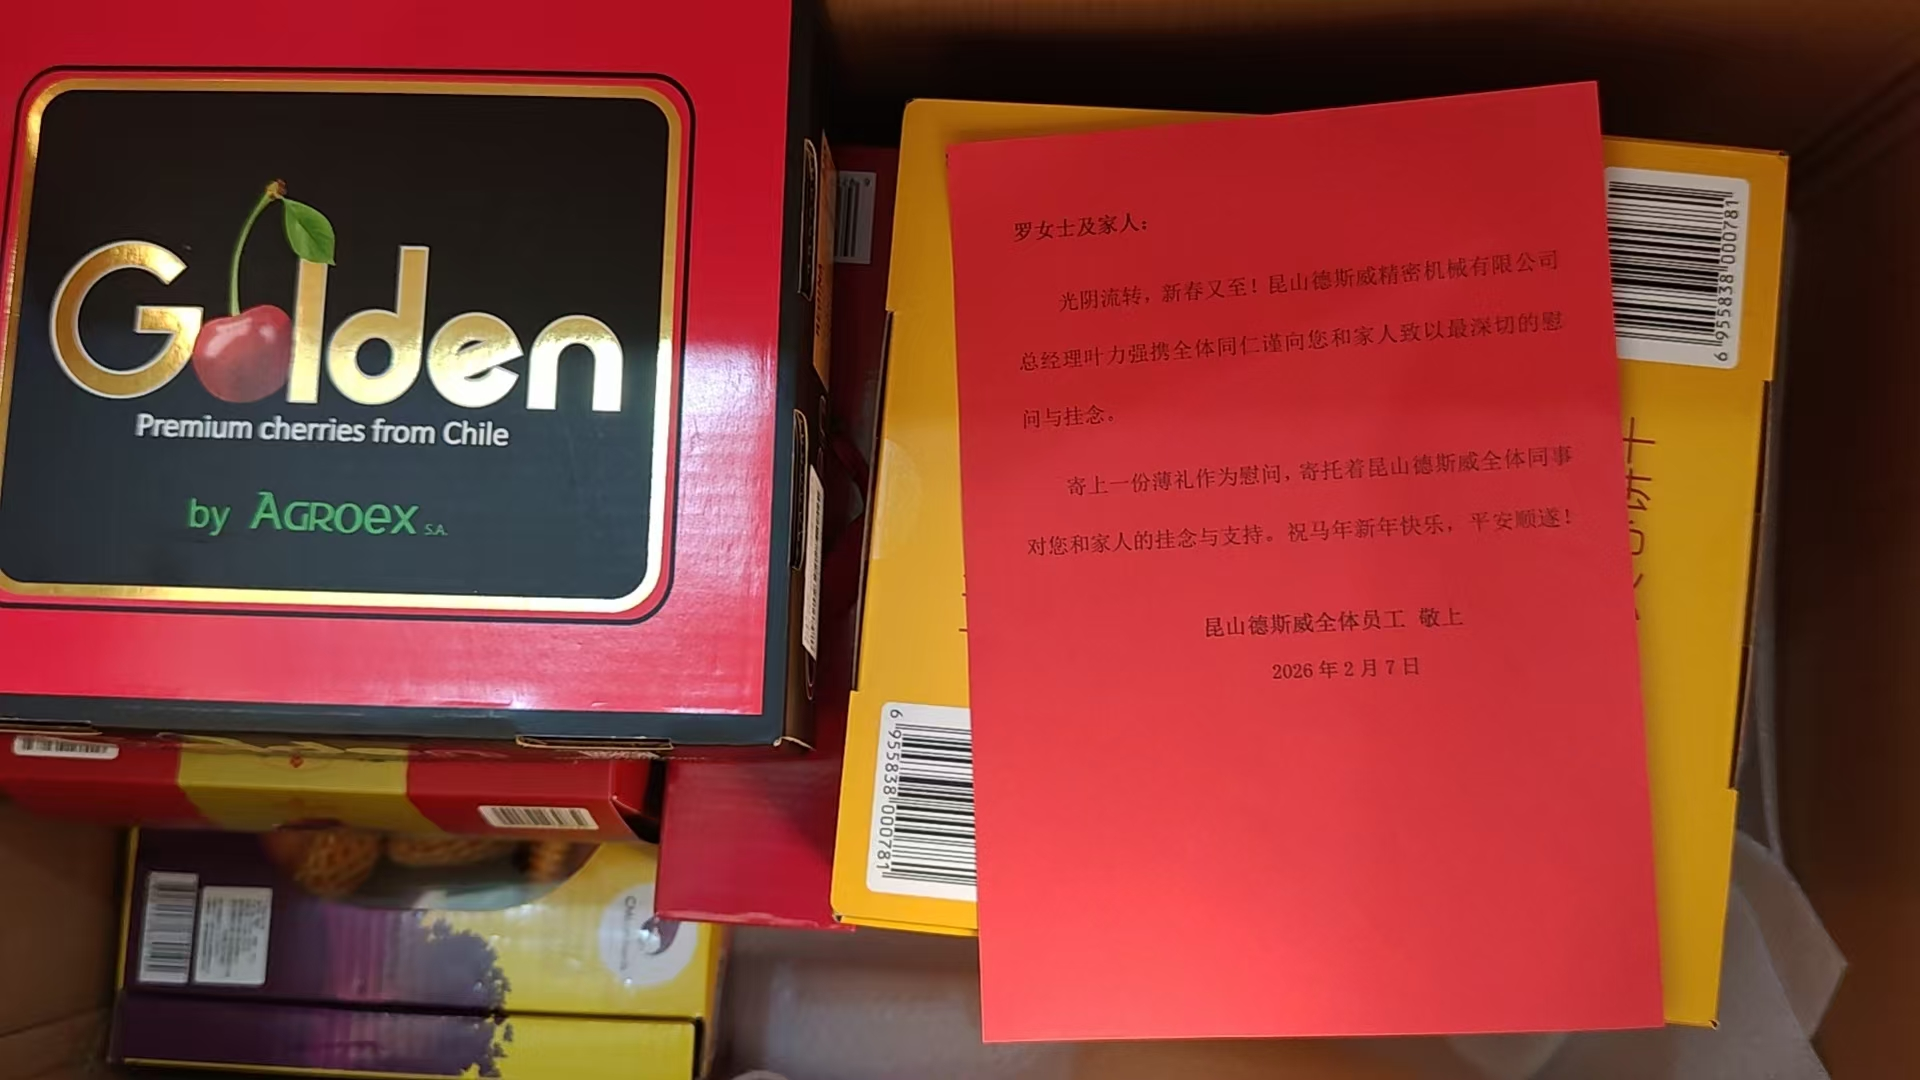 Golden
Premium cherries from Chile
by AGROEX S.A.
罗女士及家人：
光阴流转，新春又至！昆山德斯威精密机械有限公司
总经理叶力强携全体同仁谨向您和家人致以最深切的慰
问与挂念。
寄上一份薄礼作为慰问，寄托着昆山德斯威全体同事
对您和家人的挂念与支持。祝马年新年快乐，平安顺遂！
昆山德斯威全体员工 敬上
2026 年 2 月 7 日
6 955838 000781
6 955838 000781